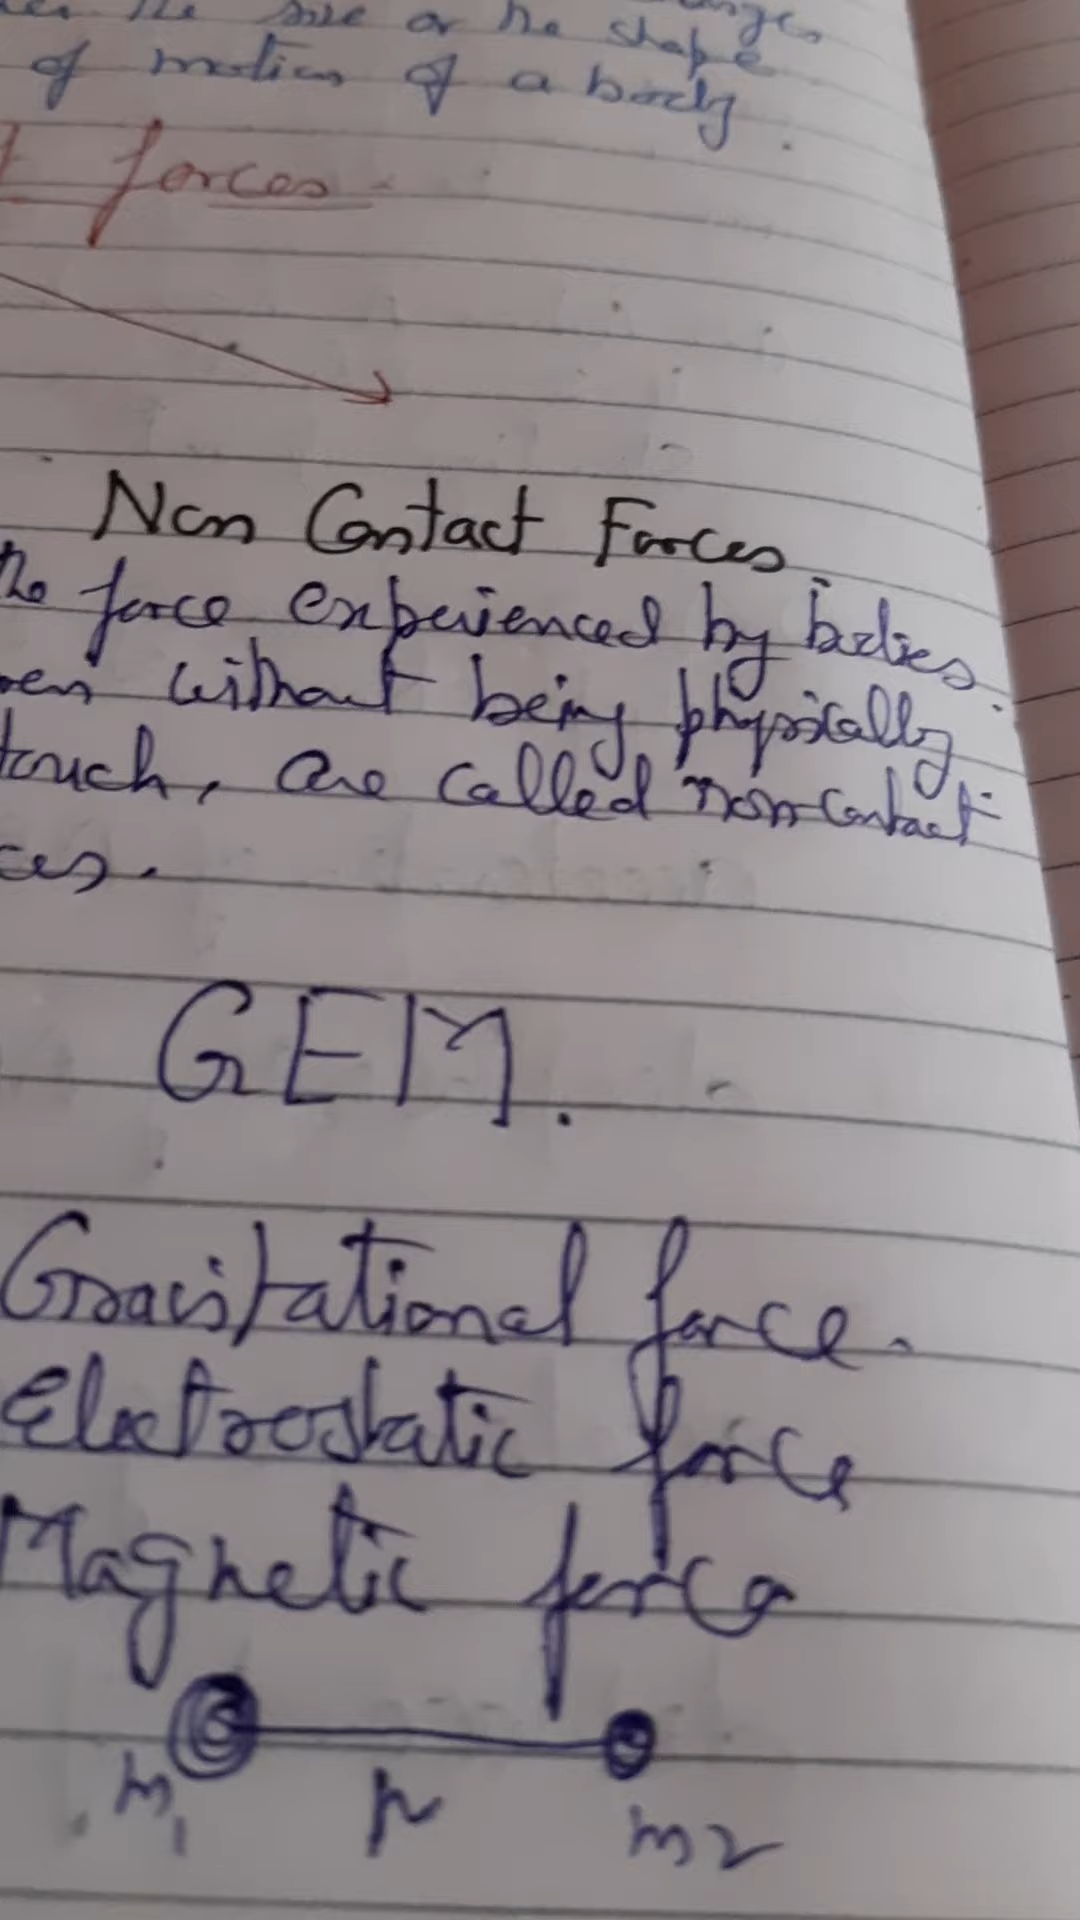 the size or the shape
of motion of a body.
forces
Non Contact Forces
force experienced by bodies
without being physically
touch, are called non-contact
GEM.
Gravitational force.
Electrostatic force
Magnetic force
m1 r m2